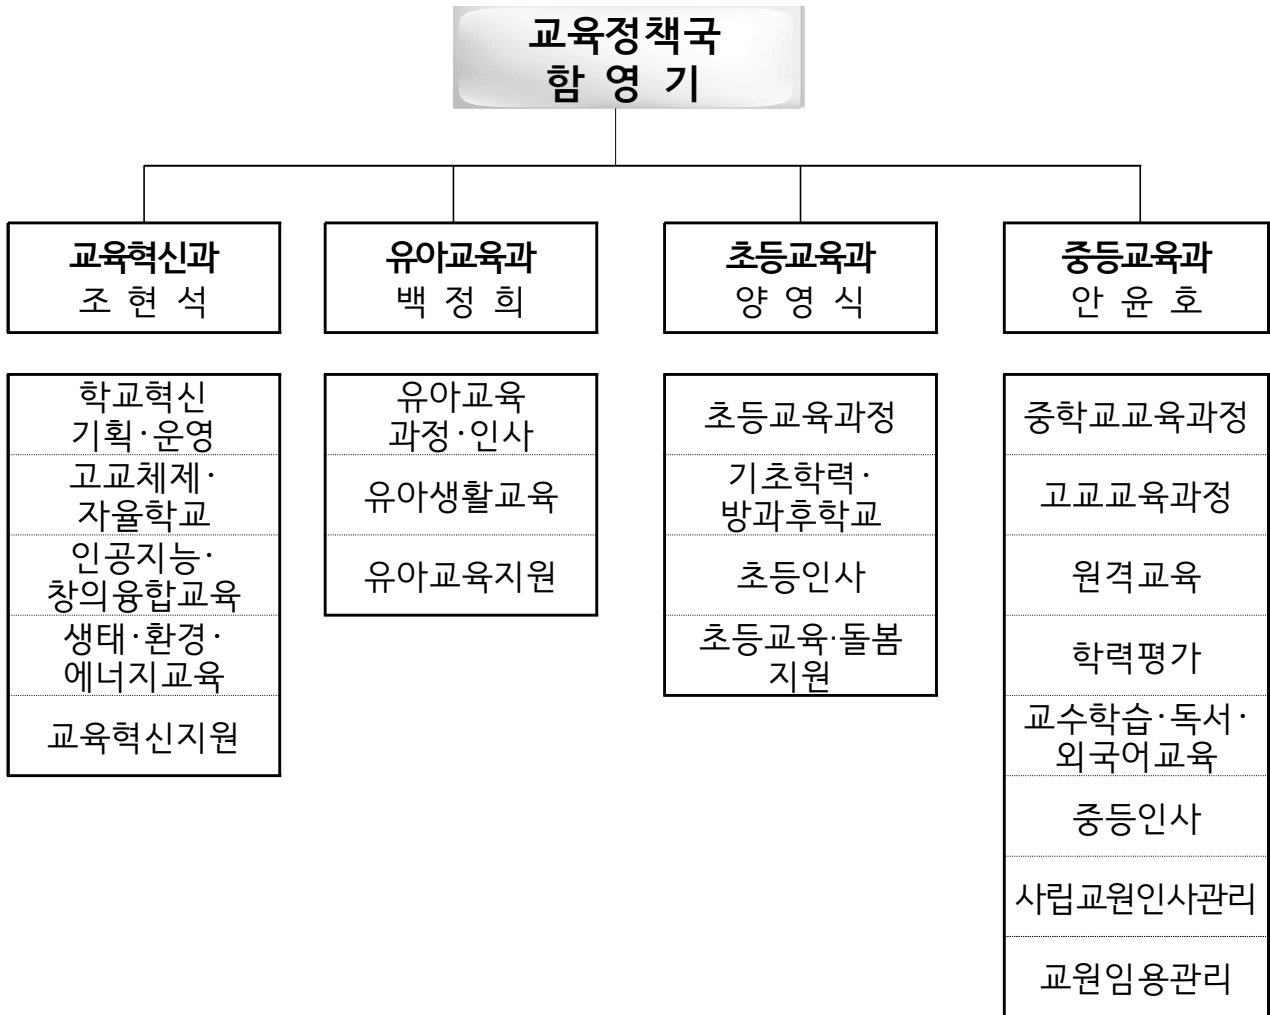 교육정책국
함 영 기
교육혁신과
조 현 석
유아교육과
백 정 희
초등교육과
양 영 식
중등교육과
안 윤 호
학교혁신
기획·운영
고교체제·
자율학교
인공지능·
창의융합교육
생태·환경·
에너지교육
교육혁신지원
유아교육
과정·인사
유아생활교육
유아교육지원
초등교육과정
기초학력·
방과후학교
초등인사
초등교육·돌봄
지원
중학교교육과정
고교교육과정
원격교육
학력평가
교수학습·독서·
외국어교육
중등인사
사립교원인사관리
교원임용관리